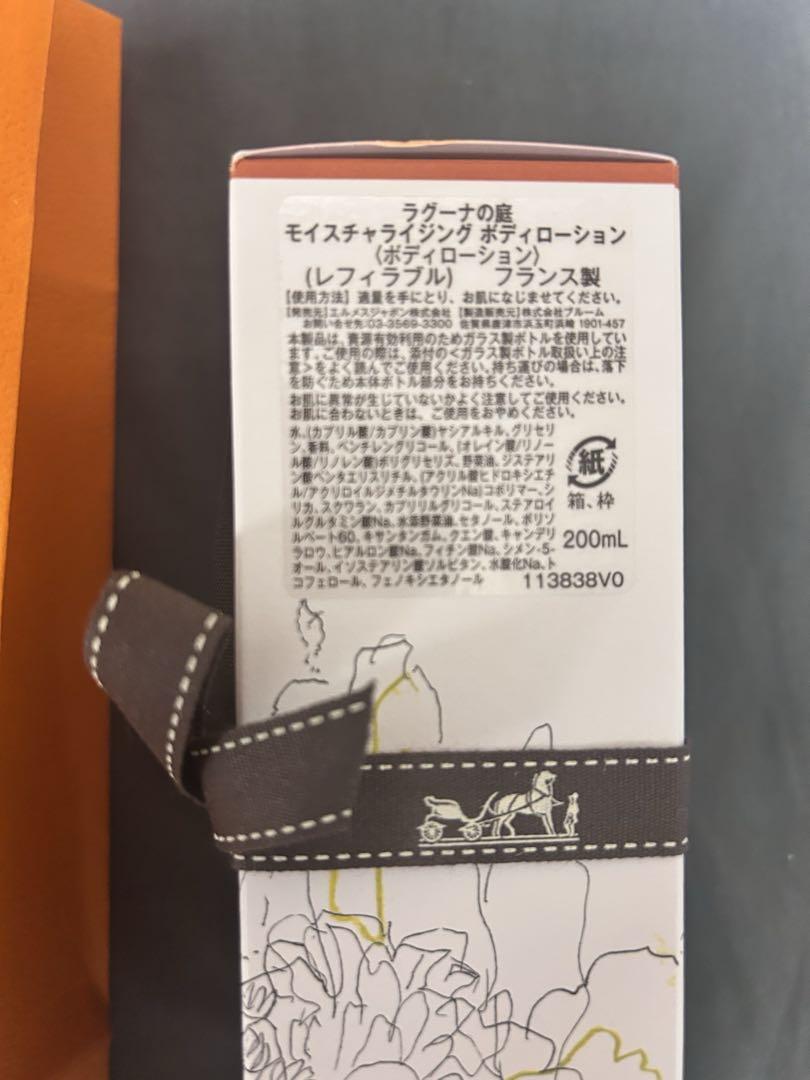 ラグーナの庭
モイスチャライジング ボディローション
〈ボディローション〉
(レフィラブル) フランス製
【使用方法】適量を手にとり、お肌になじませてください。
【発売元】エルメスジャポン株式会社 【製造販売元】株式会社ブルーム
お問い合せ先:03-3569-3300 佐賀県唐津市浜玉町浜崎 1901-457
本製品は、資源有効利用のためガラス製ボトルを使用してい
ます。ご使用の際は、添付の<ガラス製ボトル取扱い上の注
意>をよく読んでご使用ください。持ち運びの場合は、落下
を防ぐため本体ボトル部分をお持ちください。
お肌に異常が生じていないかよく注意してご使用ください。
お肌に合わないときは、ご使用をおやめください。
水、(カプリル酸/カプリン酸)ヤシアルキル、グリセリ
ン、香料、ペンチレングリコール、(オレイン酸/リノー
ル酸/リノレン酸)ポリグリセリズ、野菜油、ジステアリ
ン酸ペンタエリスリチル、(アクリル酸ヒドロキシエチ
ル/アクリロイルジメチルタウリンNa)コポリマー、シ
リカ、スクワラン、カプリリルグリコール、ステアロイ
ルグルタミン酸Na、水添野菜油、セタノール、ポリソ
ルベート60、キサンタンガム、クエン酸、キャンデリ
ラロウ、ヒアルロン酸Na、フィチン酸Na、シメン-5-
オール、イソステアリン酸ソルビタン、水酸化Na、ト
コフェロール、フェノキシエタノール
紙
箱、枠
200mL
113838V0